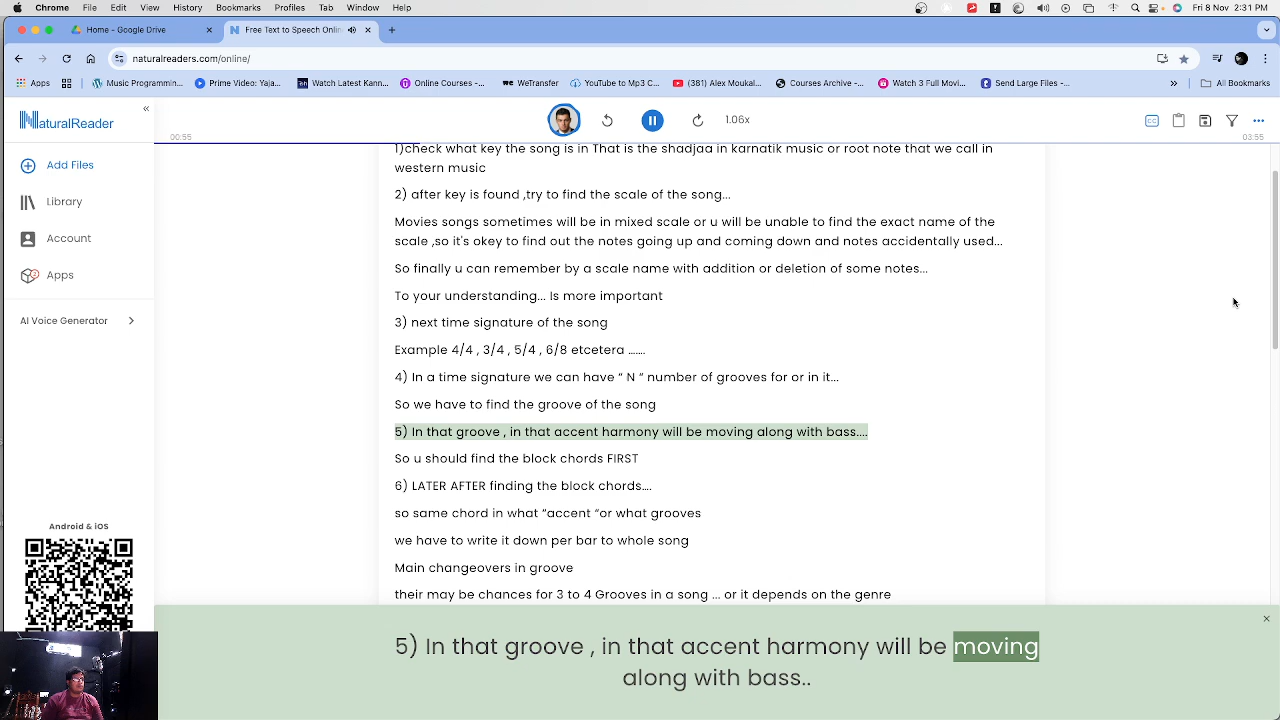 Chrome File Edit View History Bookmarks Profiles Tab Window Help
Fri 8 Nov 2:31 PM
Home - Google Drive
Free Text to Speech Onlin
naturalreaders.com/online/
Apps
Music Programm...
Prime Video: Yaja...
Watch Latest Kann...
Online Courses -...
WeTransfer
YouTube to Mp3 C...
(381) Alex Moukal...
Courses Archive -...
Watch 3 Full Movi...
Send Large Files -...
»
All Bookmarks
NaturalReader
«
1.06x
CC
00:55
03:55
Add Files
Library
Account
2
Apps
AI Voice Generator
Android & iOS
1)check what key the song is in That is the shadjaa in karnatik music or root note that we call in
western music
2) after key is found ,try to find the scale of the song...
Movies songs sometimes will be in mixed scale or u will be unable to find the exact name of the
scale ,so it's okey to find out the notes going up and coming down and notes accidentally used...
So finally u can remember by a scale name with addition or deletion of some notes...
To your understanding... Is more important
3) next time signature of the song
Example 4/4 , 3/4 , 5/4 , 6/8 etcetera .......
4) In a time signature we can have " N " number of grooves for or in it...
So we have to find the groove of the song
5) In that groove , in that accent harmony will be moving along with bass....
So u should find the block chords FIRST
6) LATER AFTER finding the block chords....
so same chord in what "accent "or what grooves
we have to write it down per bar to whole song
Main changeovers in groove
their may be chances for 3 to 4 Grooves in a song ... or it depends on the genre
5) In that groove , in that accent harmony will be moving
along with bass..